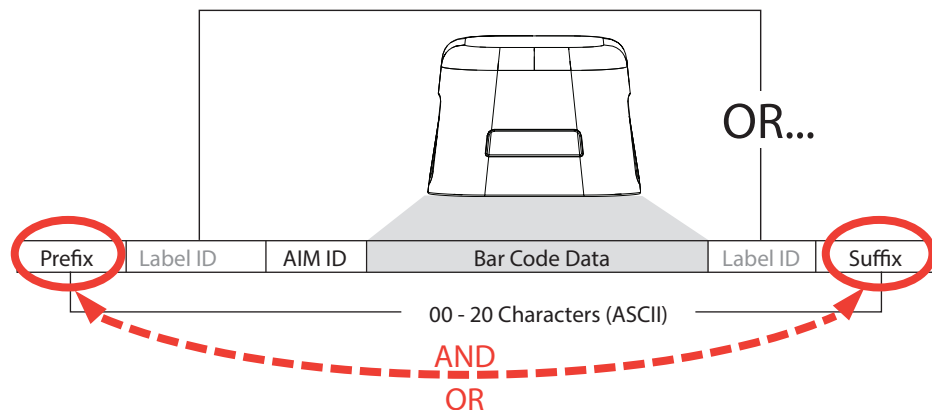 OR...
Prefix Label ID AIM ID Bar Code Data Label ID Suffix
00 - 20 Characters (ASCII)
AND
OR